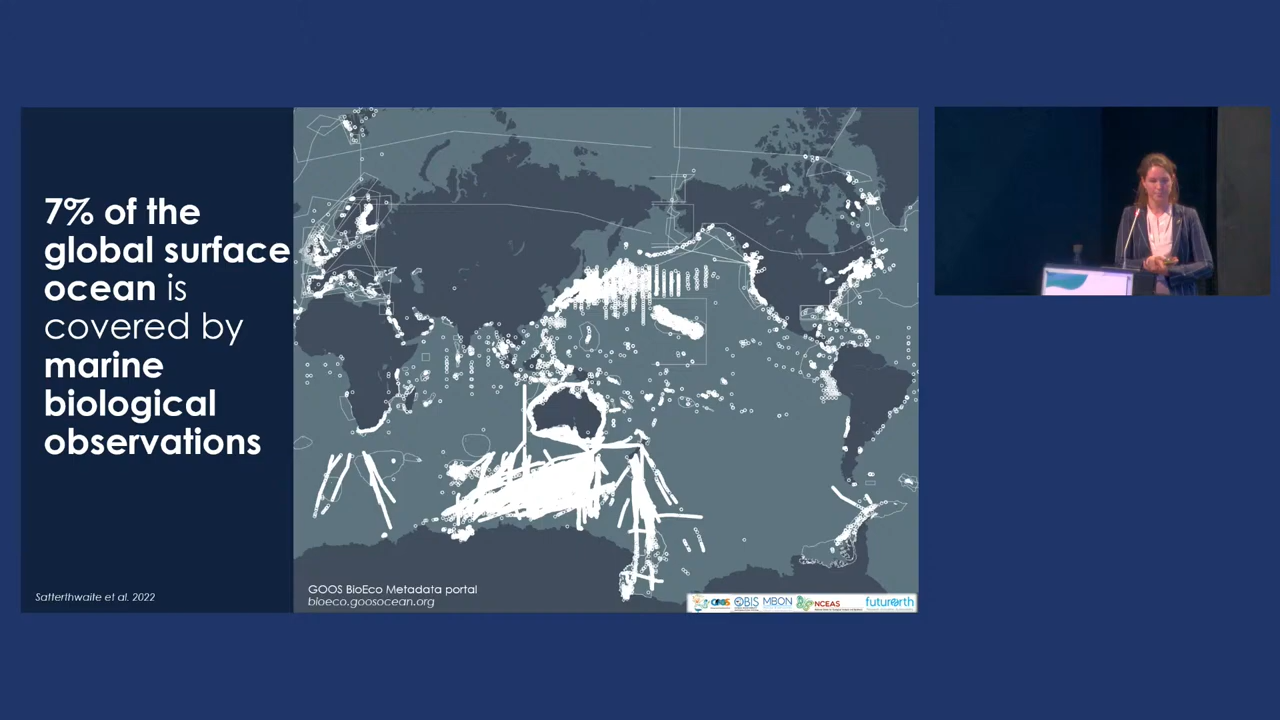 7% of the
global surface
ocean is
covered by
marine
biological
observations
Satterthwaite et al. 2022
GOOS BioEco Metadata portal
bioeco.goosocean.org
OBIS
MBON
NCEAS
futurearth